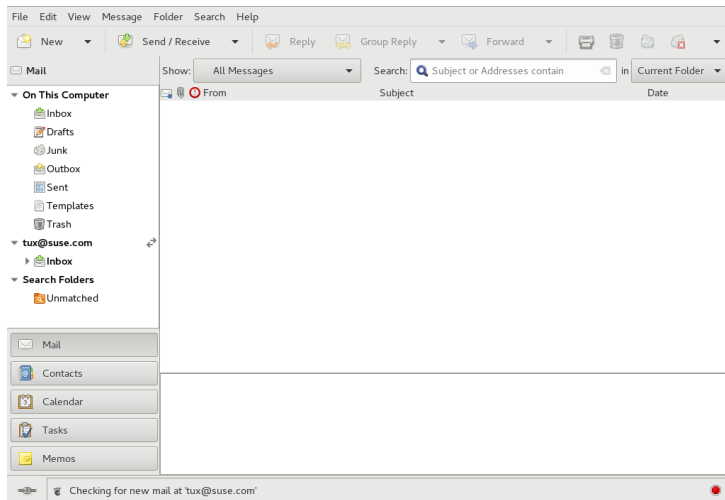 File Edit View Message Folder Search Help
New Send / Receive Reply Group Reply Forward
Mail Show: All Messages Search: Subject or Addresses contain in Current Folder
From Subject Date
On This Computer
Inbox
Drafts
Junk
Outbox
Sent
Templates
Trash
tux@suse.com
Inbox
Search Folders
Unmatched
Mail
Contacts
Calendar
Tasks
Memos
Checking for new mail at 'tux@suse.com'